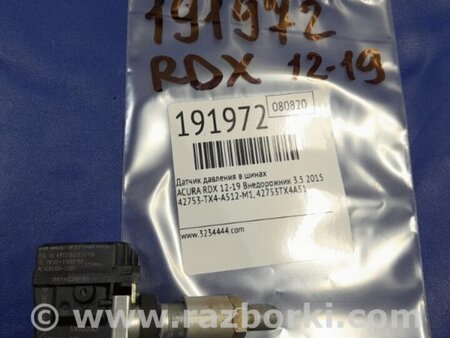 191972
RDX 12-19
191972
080820
Датчик давления в шинах
ACURA RDX 12-19 Внедорожник 3.5 2015
42753-TX4-A512-M1, 42753TX4A51
www.3234444.com
www.razborki.com